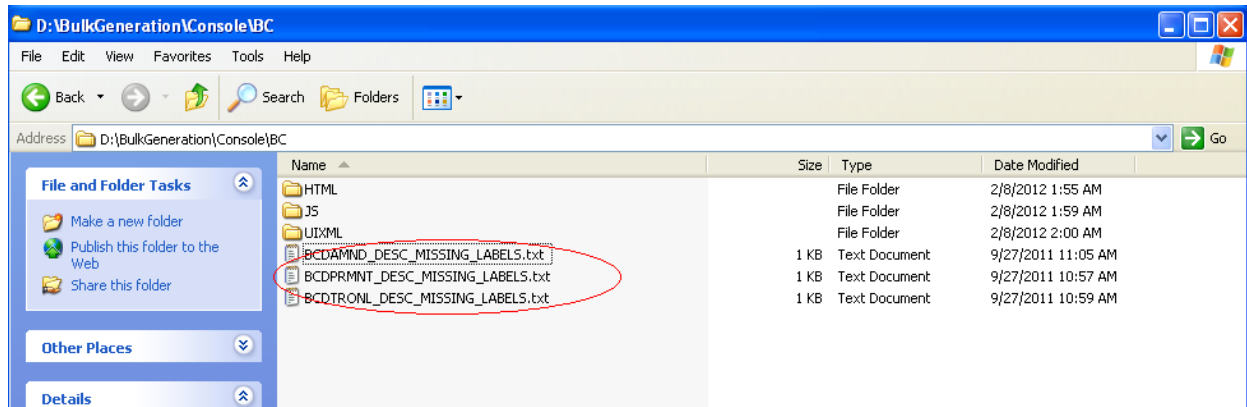 D:\BulkGeneration\Console\BC
File Edit View Favorites Tools Help
Back Search Folders
Address D:\BulkGeneration\Console\BC Go
Name Size Type Date Modified
File and Folder Tasks
Make a new folder
Publish this folder to the
Web
Share this folder
Other Places
Details
HTML File Folder 2/8/2012 1:55 AM
JS File Folder 2/8/2012 1:59 AM
UIXML File Folder 2/8/2012 2:00 AM
BCDAMND_DESC_MISSING_LABELS.txt 1 KB Text Document 9/27/2011 11:05 AM
BCDPRMNT_DESC_MISSING_LABELS.txt 1 KB Text Document 9/27/2011 10:57 AM
BCDTRONL_DESC_MISSING_LABELS.txt 1 KB Text Document 9/27/2011 10:59 AM